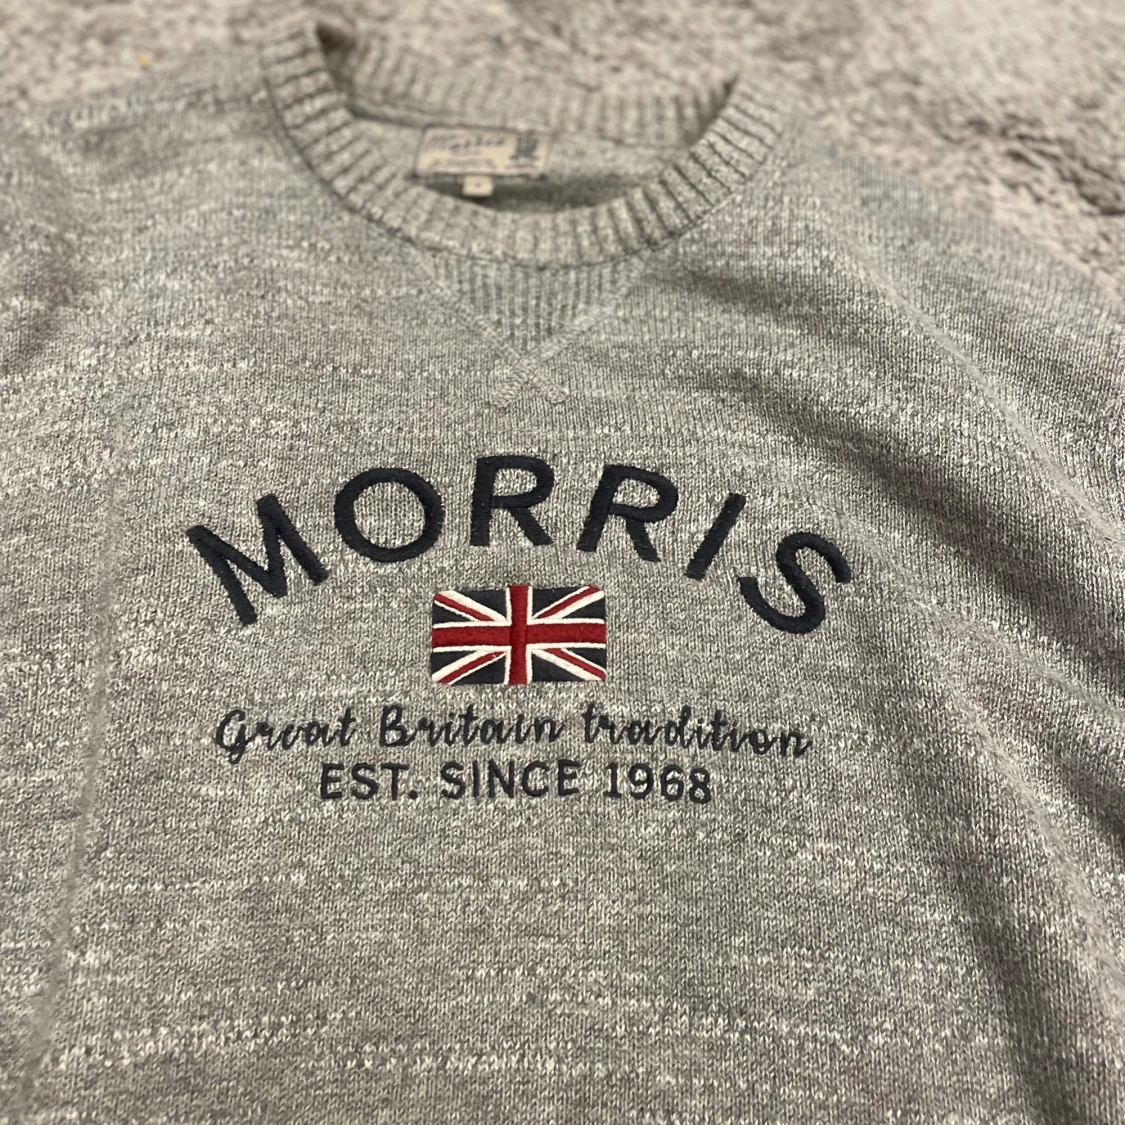 MORRIS
Great Britain tradition
EST. SINCE 1968